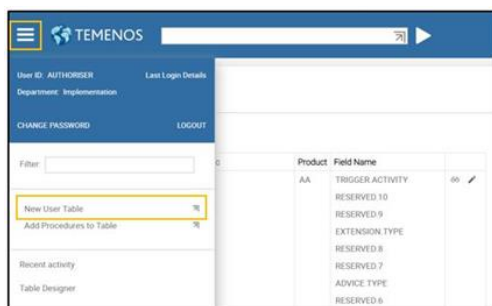 TEMENOS
User ID: AUTHORISER Last Login Details
Department: Implementation
CHANGE PASSWORD LOGOUT
Filter
New User Table
Add Procedures to Table
Recent activity
Table Designer
Product Field Name
AA TRIGGER ACTIVITY
RESERVED.10
RESERVED.9
EXTENSION.TYPE
RESERVED.8
RESERVED.7
ADVICE.TYPE
RESERVED.6